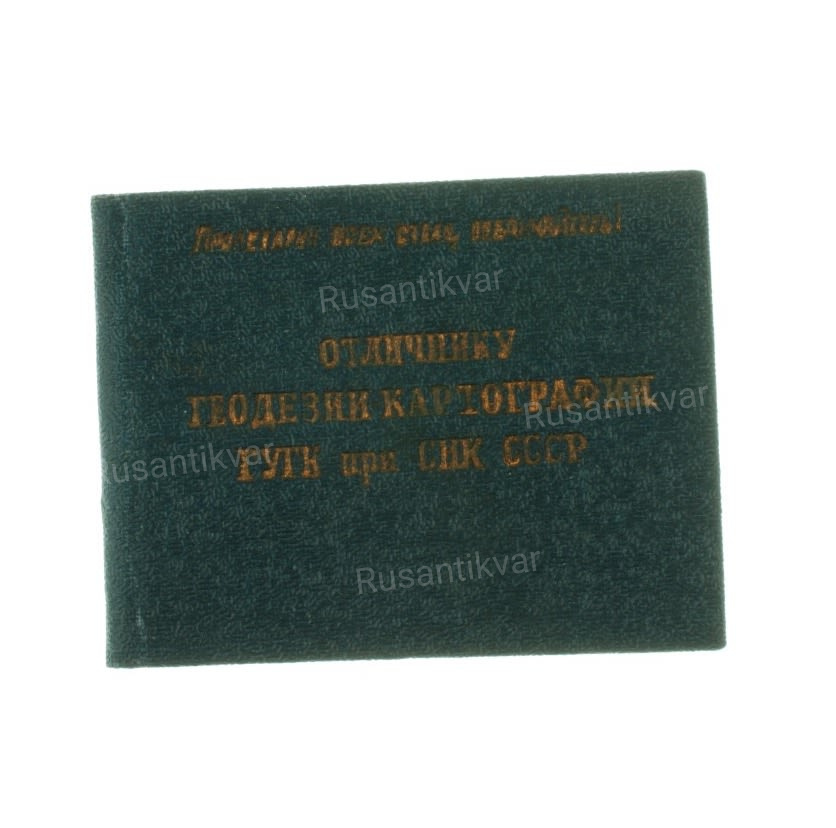 Пролетарии всех стран, соединяйтесь!
Rusantikvar
ОТЛИЧНИКУ
ГЕОДЕЗИИ КАРТОГРАФИИ
Rusantikvar
ГУГК при СНК СССР
Rusantikvar
Rusantikvar